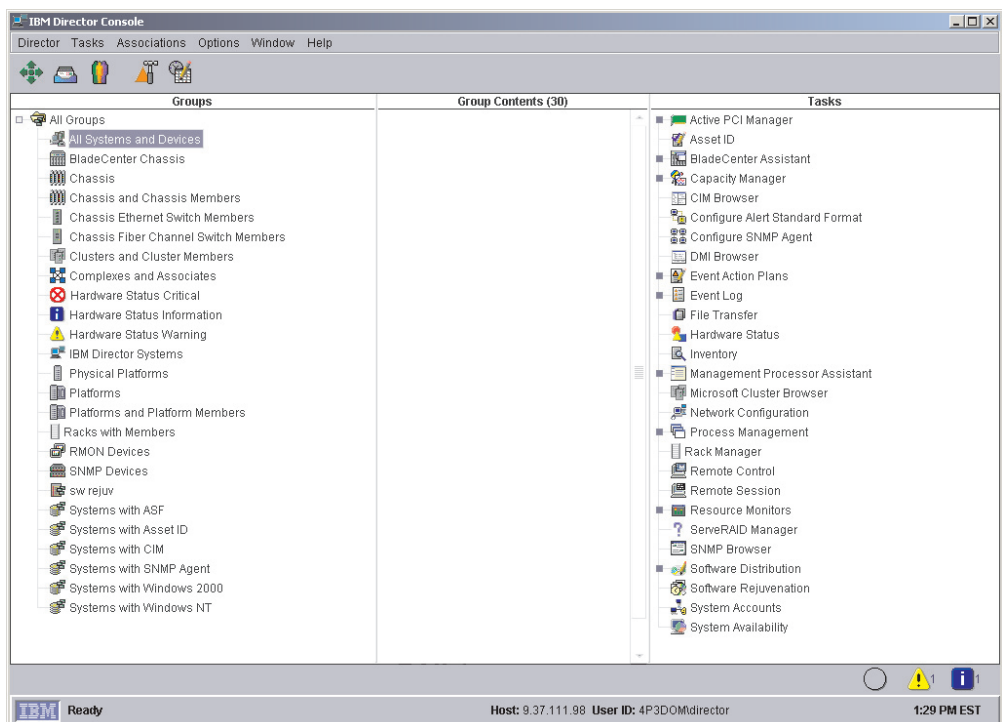 IBM Director Console
Director Tasks Associations Options Window Help
Groups
All Groups
All Systems and Devices
BladeCenter Chassis
Chassis
Chassis and Chassis Members
Chassis Ethernet Switch Members
Chassis Fiber Channel Switch Members
Clusters and Cluster Members
Complexes and Associates
Hardware Status Critical
Hardware Status Information
Hardware Status Warning
IBM Director Systems
Physical Platforms
Platforms
Platforms and Platform Members
Racks with Members
RMON Devices
SNMP Devices
sw rejuv
Systems with ASF
Systems with Asset ID
Systems with CIM
Systems with SNMP Agent
Systems with Windows 2000
Systems with Windows NT
Group Contents (30)
Tasks
Active PCI Manager
Asset ID
BladeCenter Assistant
Capacity Manager
CIM Browser
Configure Alert Standard Format
Configure SNMP Agent
DMI Browser
Event Action Plans
Event Log
File Transfer
Hardware Status
Inventory
Management Processor Assistant
Microsoft Cluster Browser
Network Configuration
Process Management
Rack Manager
Remote Control
Remote Session
Resource Monitors
ServeRAID Manager
SNMP Browser
Software Distribution
Software Rejuvenation
System Accounts
System Availability
1 1
IBM Ready Host: 9.37.111.98 User ID: 4P3DOM\director 1:29 PM EST